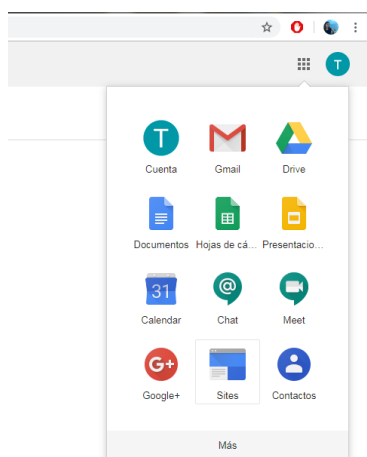 T
T
Cuenta Gmail Drive
Documentos Hojas de cá... Presentacio...
31 @
Calendar Chat Meet
G+
Google+ Sites Contactos
Más